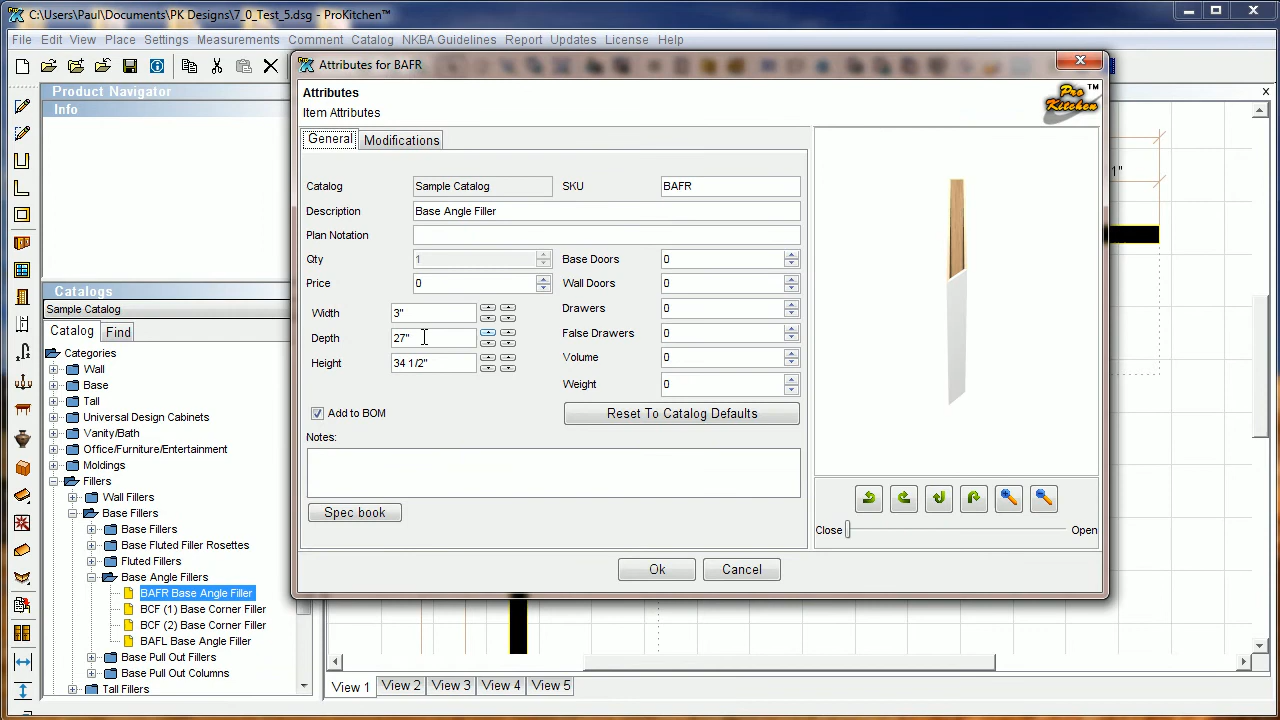 C:\Users\Paul\Documents\PK Designs\7_0_Test_5.dsg - ProKitchen™
File Edit View Place Settings Measurements Comment Catalog NKBA Guidelines Report Updates License Help
Product Navigator
Info
Catalogs
Sample Catalog
Catalog Find
Categories
Wall
Base
Tall
Universal Design Cabinets
Vanity/Bath
Office/Furniture/Entertainment
Moldings
Fillers
Wall Fillers
Base Fillers
Base Fillers
Base Fluted Filler Rosettes
Fluted Fillers
Base Angle Fillers
BAFR Base Angle Filler
BCF (1) Base Corner Filler
BCF (2) Base Corner Filler
BAFL Base Angle Filler
Base Pull Out Fillers
Base Pull Out Columns
Tall Fillers
Attributes for BAFR
Attributes
Item Attributes
Pro Kitchen™
General Modifications
Catalog Sample Catalog SKU BAFR
Description Base Angle Filler
Plan Notation
Qty 1 Base Doors 0
Price 0 Wall Doors 0
Width 3" Drawers 0
Depth 27" False Drawers 0
Height 34 1/2" Volume 0
Weight 0
Add to BOM Reset To Catalog Defaults
Notes:
Spec book
Close Open
Ok Cancel
1"
View 1 View 2 View 3 View 4 View 5